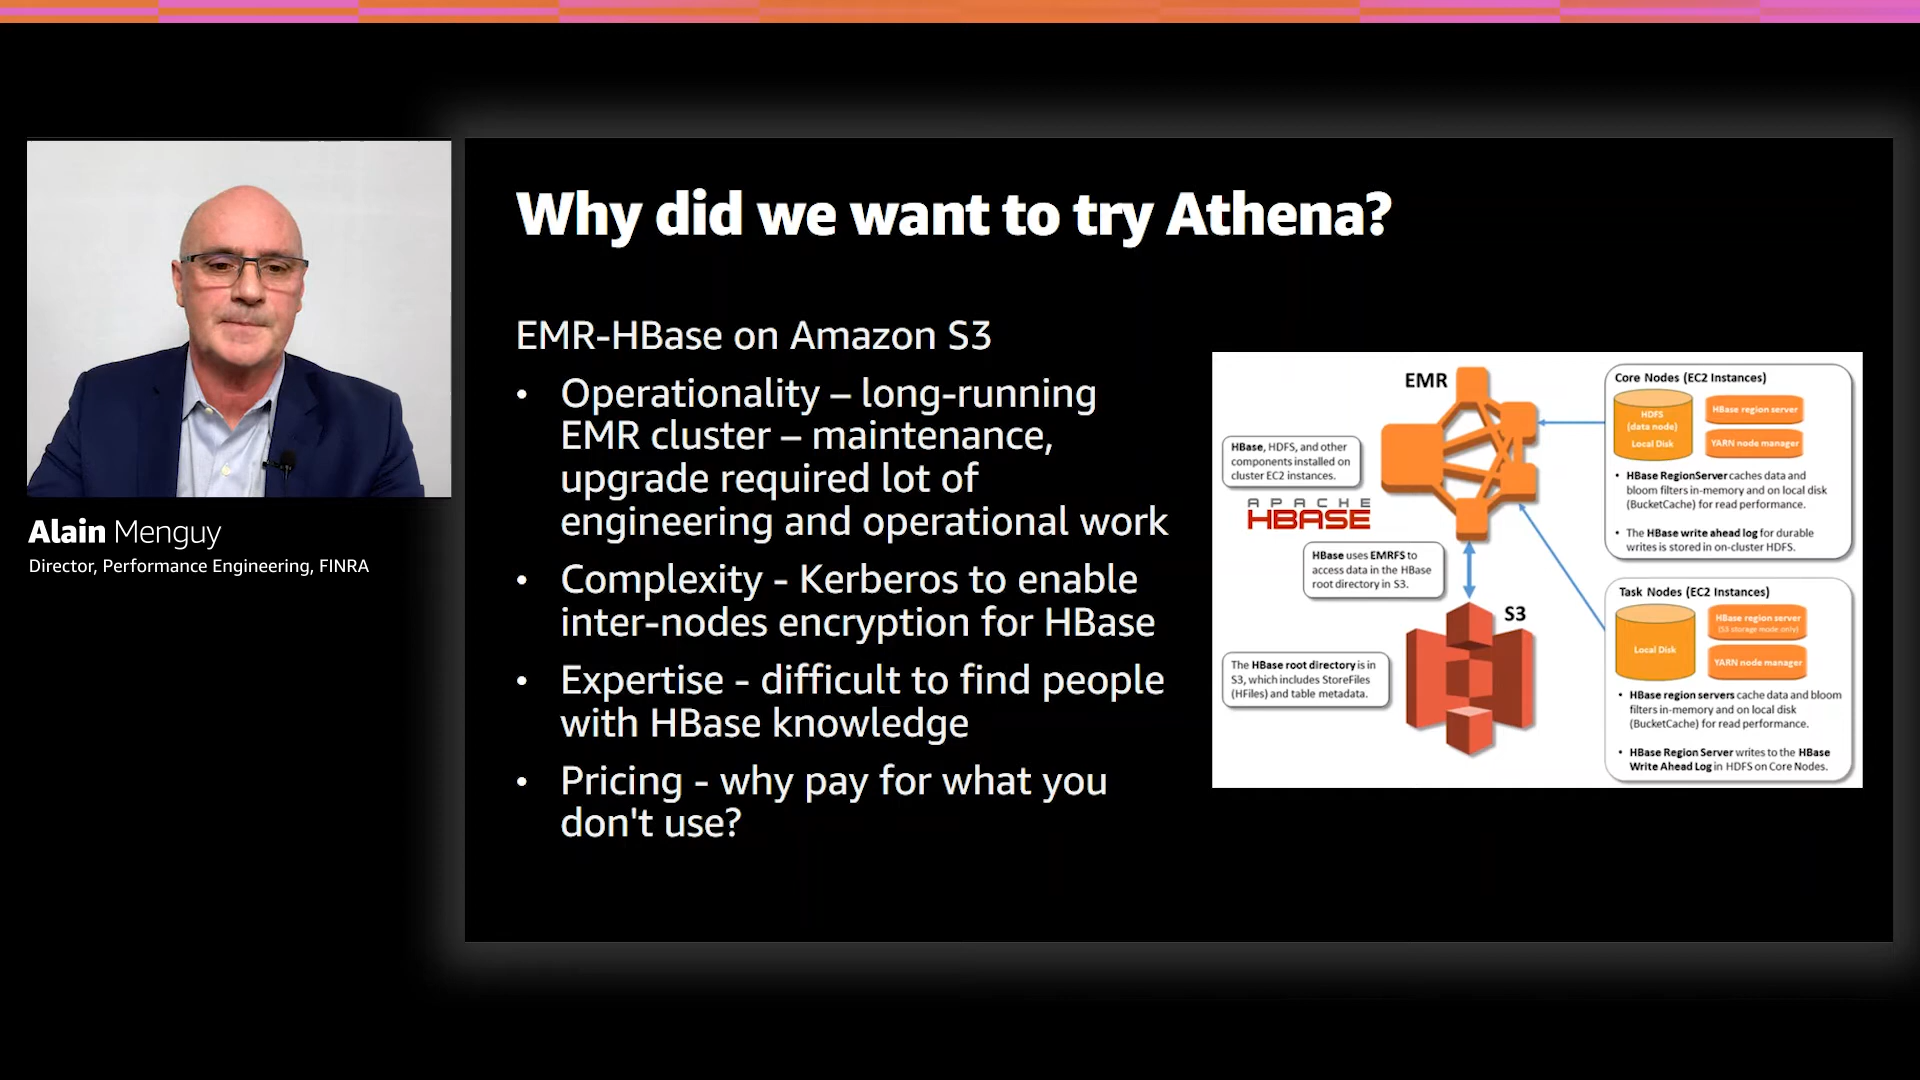 Why did we want to try Athena?
EMR-HBase on Amazon S3
• Operationality – long-running
EMR cluster – maintenance,
upgrade required lot of
engineering and operational work
• Complexity - Kerberos to enable
inter-nodes encryption for HBase
• Expertise - difficult to find people
with HBase knowledge
• Pricing - why pay for what you
don't use?
Alain Menguy
Director, Performance Engineering, FINRA
EMR
HBase, HDFS, and other
components installed on
cluster EC2 instances.
APACHE
HBASE
HBase uses EMRFS to
access data in the HBase
root directory in S3.
S3
The HBase root directory is in
S3, which includes StoreFiles
(HFiles) and table metadata.
Core Nodes (EC2 Instances)
HDFS
(data node)
Local Disk
HBase region server
YARN node manager
• HBase RegionServer caches data and
bloom filters in-memory and on local disk
(BucketCache) for read performance.
• The HBase write ahead log for durable
writes is stored in on-cluster HDFS.
Task Nodes (EC2 Instances)
Local Disk
HBase region server
(S3 storage mode only)
YARN node manager
• HBase region servers cache data and bloom
filters in-memory and on local disk
(BucketCache) for read performance.
• HBase Region Server writes to the HBase
Write Ahead Log in HDFS on Core Nodes.